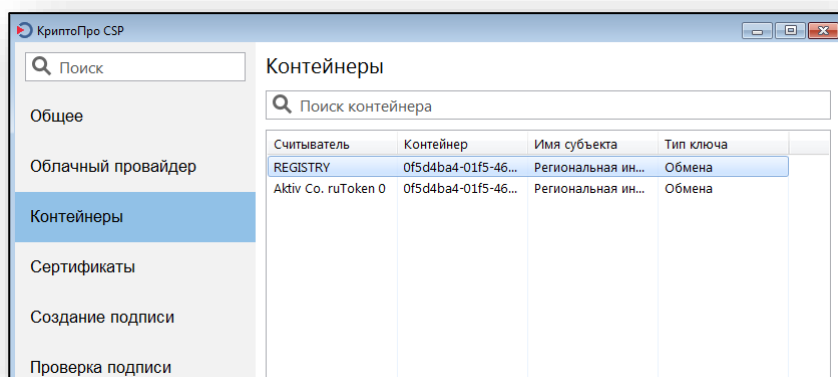 КриптоПро CSP
Поиск
Общее
Облачный провайдер
Контейнеры
Сертификаты
Создание подписи
Проверка подписи
Контейнеры
Поиск контейнера
Считыватель Контейнер Имя субъекта Тип ключа
REGISTRY 0f5d4ba4-01f5-46... Региональная ин... Обмена
Aktiv Co. ruToken 0 0f5d4ba4-01f5-46... Региональная ин... Обмена